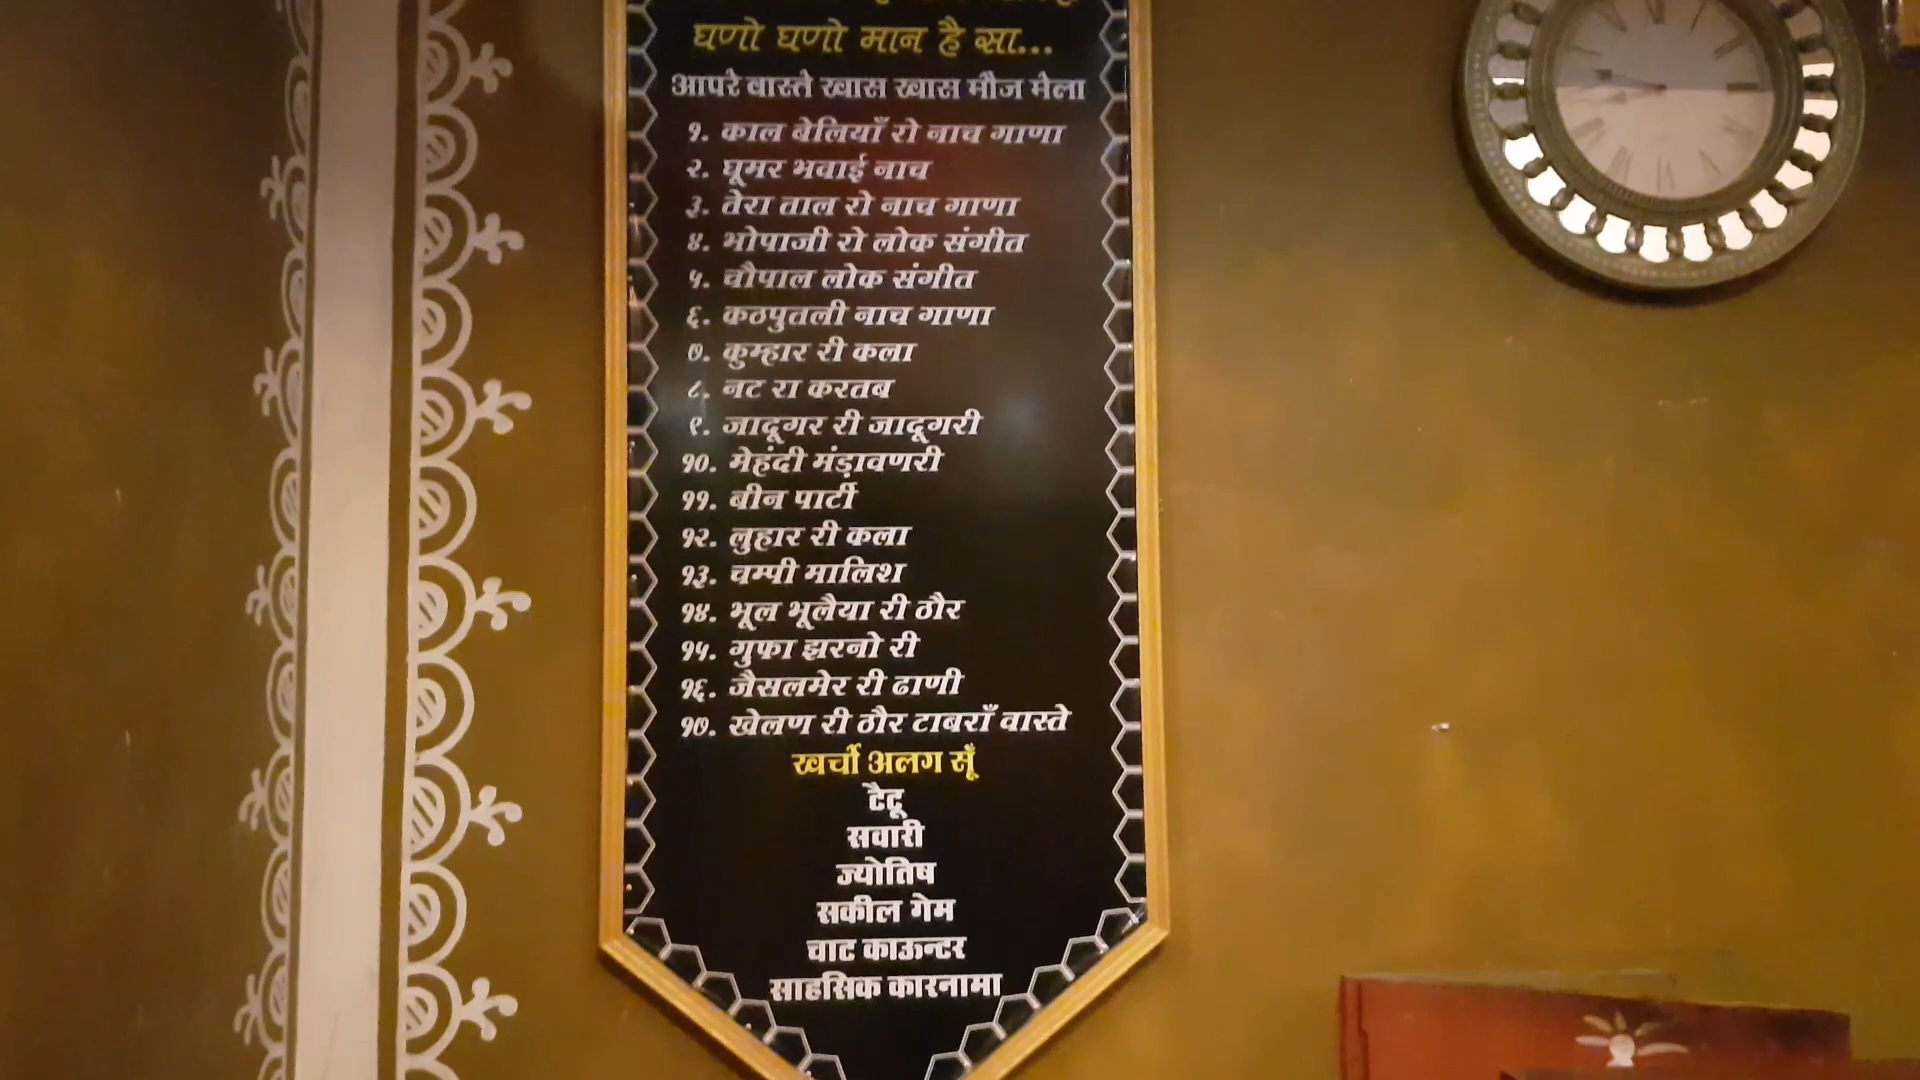 घणो घणो मान है सा...
आपरे वास्ते खास खास मौज मेला
१. काल बेलियाँ रो नाच गाणा
२. घूमर भवाई नाच
३. तेरा ताल रो नाच गाणा
४. भोपाजी रो लोक संगीत
५. चौपाल लोक संगीत
६. कठपुतली नाच गाणा
७. कुम्हार री कला
८. नट रा करतब
९. जादूगर री जादूगरी
१०. मेहंदी मंड़ावणरी
११. बीन पार्टी
१२. लुहार री कला
१३. चम्पी मालिश
१४. भूल भूलैया री ठौर
१५. गुफा झरनो री
१६. जैसलमेर री ढाणी
१७. खेलण री ठौर टाबराँ वास्ते
खर्ची अलग सूँ
टैटू
सवारी
ज्योतिष
सकील गेम
चाट काऊन्टर
साहसिक कारनामा